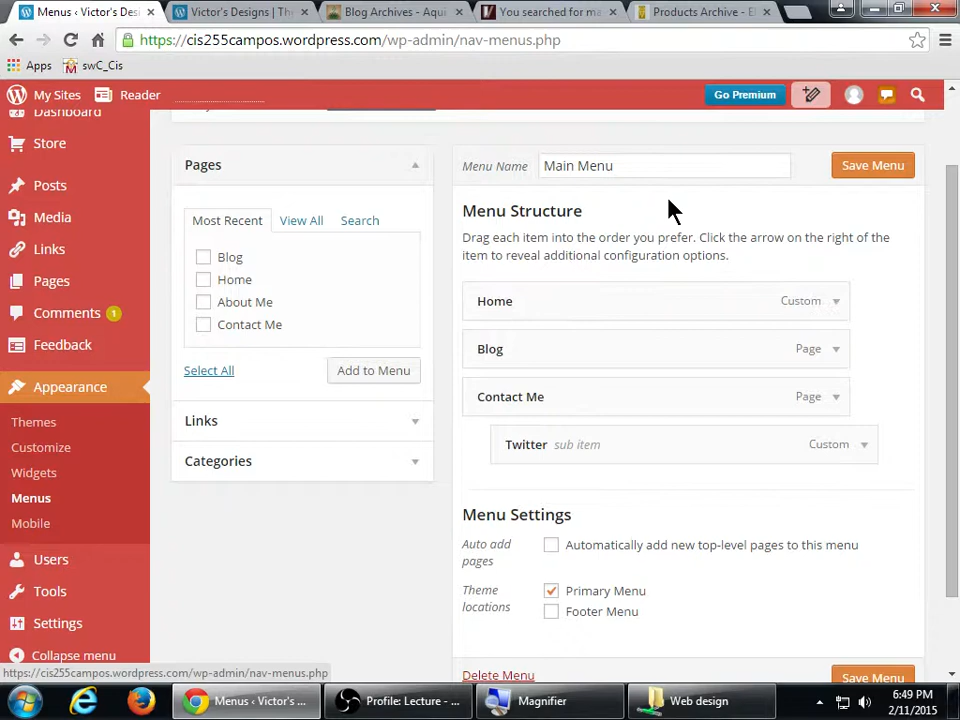 Menus ‹ Victor's Desi
Victor's Designs | The
Blog Archives - Aqui
You searched for ma
Products Archive - El
https://cis255campos.wordpress.com/wp-admin/nav-menus.php
Apps
swC_Cis
My Sites
Reader
Go Premium
Dashboard
Store
Posts
Media
Links
Pages
Comments 1
Feedback
Appearance
Themes
Customize
Widgets
Menus
Mobile
Users
Tools
Settings
Collapse menu
Pages
Most Recent
View All
Search
Blog
Home
About Me
Contact Me
Select All
Add to Menu
Links
Categories
Menu Name
Main Menu
Save Menu
Menu Structure
Drag each item into the order you prefer. Click the arrow on the right of the
item to reveal additional configuration options.
Home Custom
Blog Page
Contact Me Page
Twitter sub item Custom
Menu Settings
Auto add
pages
Automatically add new top-level pages to this menu
Theme
locations
Primary Menu
Footer Menu
Delete Menu
Save Menu
https://cis255campos.wordpress.com/wp-admin/nav-menus.php
Menus ‹ Victor's ...
Profile: Lecture - ...
Magnifier
Web design
6:49 PM
2/11/2015